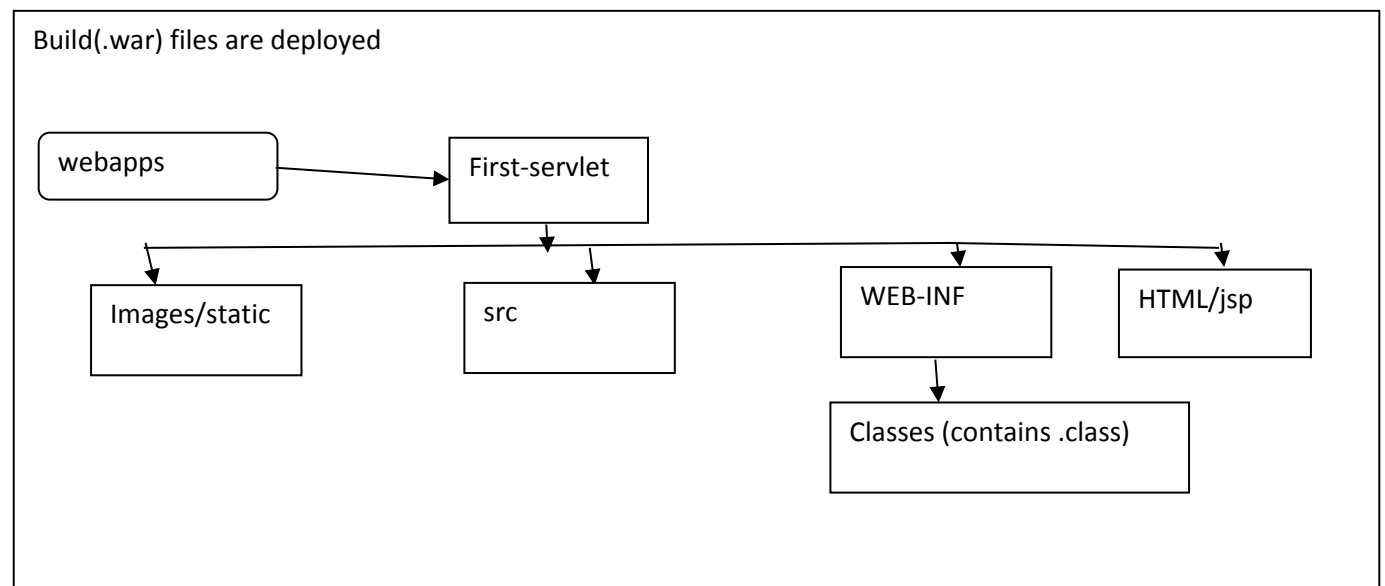 Build(.war) files are deployed
webapps
First-servlet
Images/static
src
WEB-INF
HTML/jsp
Classes (contains .class)